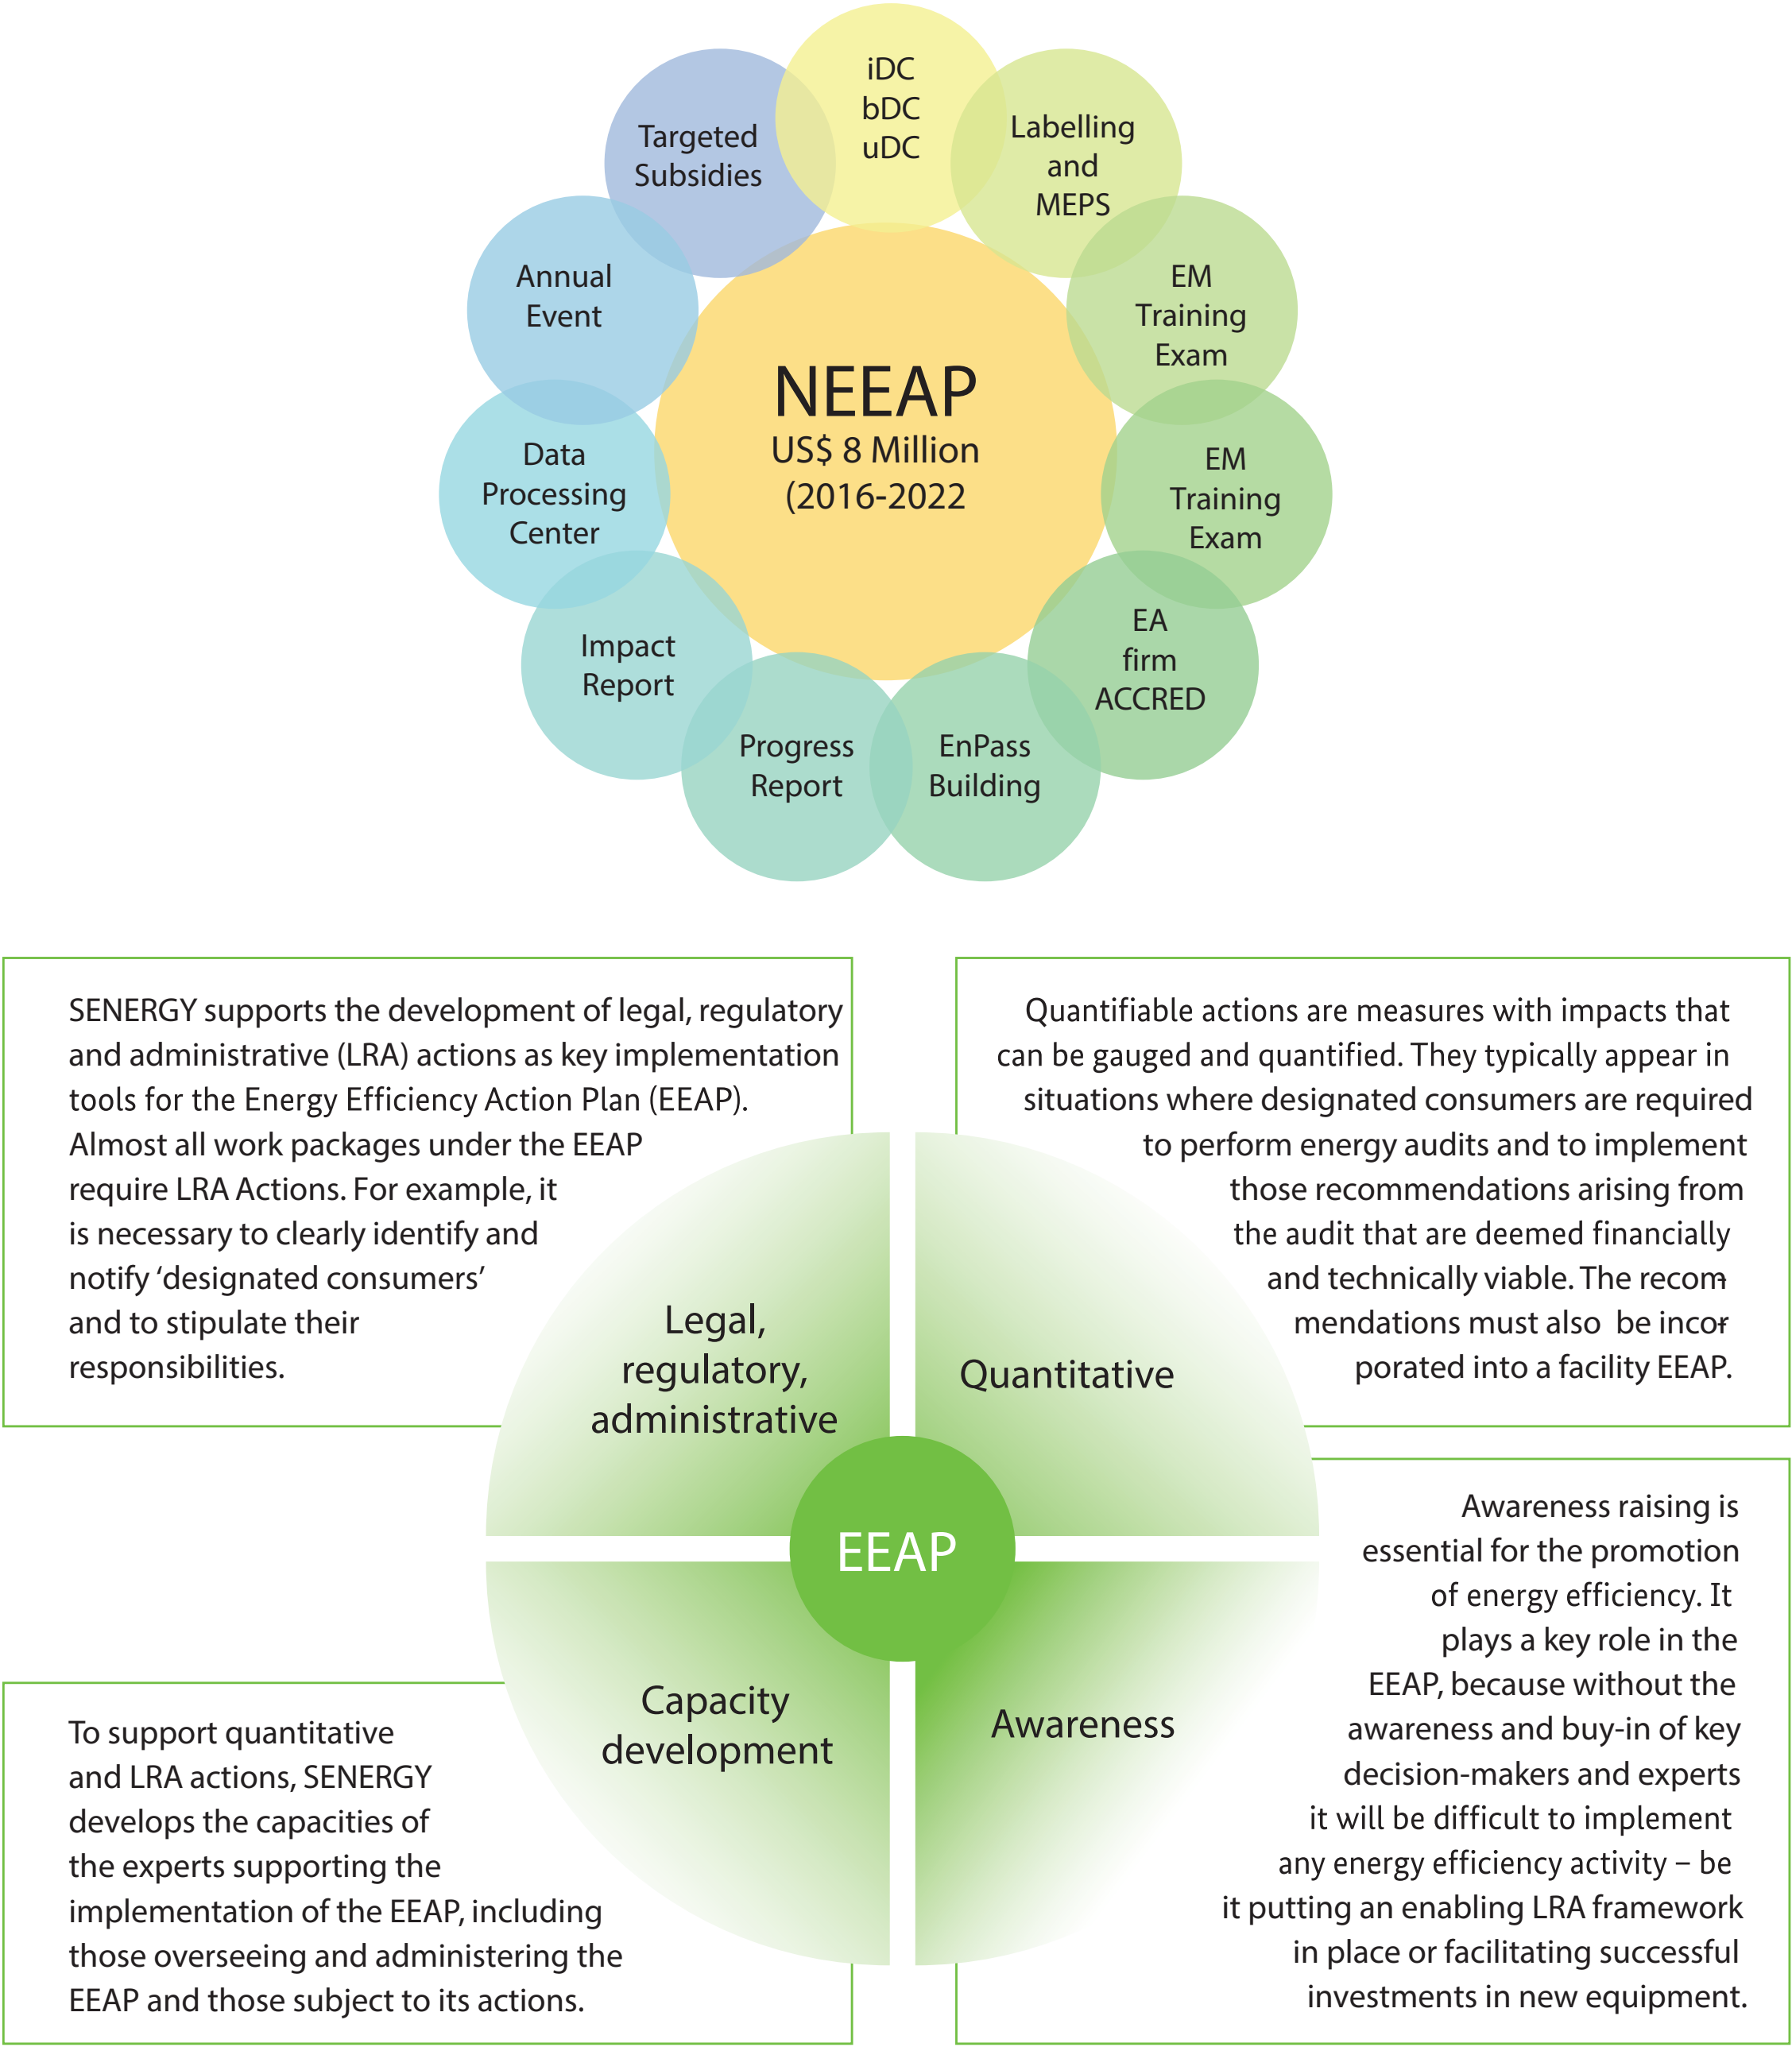 iDC
bDC
uDC
Labelling
and
MEPS
EM
Training
Exam
EM
Training
Exam
EA
firm
ACCRED
EnPass
Building
Progress
Report
Impact
Report
Data
Processing
Center
Annual
Event
Targeted
Subsidies
NEEAP
US$ 8 Million
(2016-2022
SENERGY supports the development of legal, regulatory
and administrative (LRA) actions as key implementation
tools for the Energy Efficiency Action Plan (EEAP).
Almost all work packages under the EEAP
require LRA Actions. For example, it
is necessary to clearly identify and
notify ‘designated consumers’
and to stipulate their
responsibilities.
Quantifiable actions are measures with impacts that
can be gauged and quantified. They typically appear in
situations where designated consumers are required
to perform energy audits and to implement
those recommendations arising from
the audit that are deemed financially
and technically viable. The recom-
mendations must also be incor-
porated into a facility EEAP.
Legal,
regulatory,
administrative
Quantitative
EEAP
Capacity
development
Awareness
To support quantitative
and LRA actions, SENERGY
develops the capacities of
the experts supporting the
implementation of the EEAP, including
those overseeing and administering the
EEAP and those subject to its actions.
Awareness raising is
essential for the promotion
of energy efficiency. It
plays a key role in the
EEAP, because without the
awareness and buy-in of key
decision-makers and experts
it will be difficult to implement
any energy efficiency activity – be
it putting an enabling LRA framework
in place or facilitating successful
investments in new equipment.